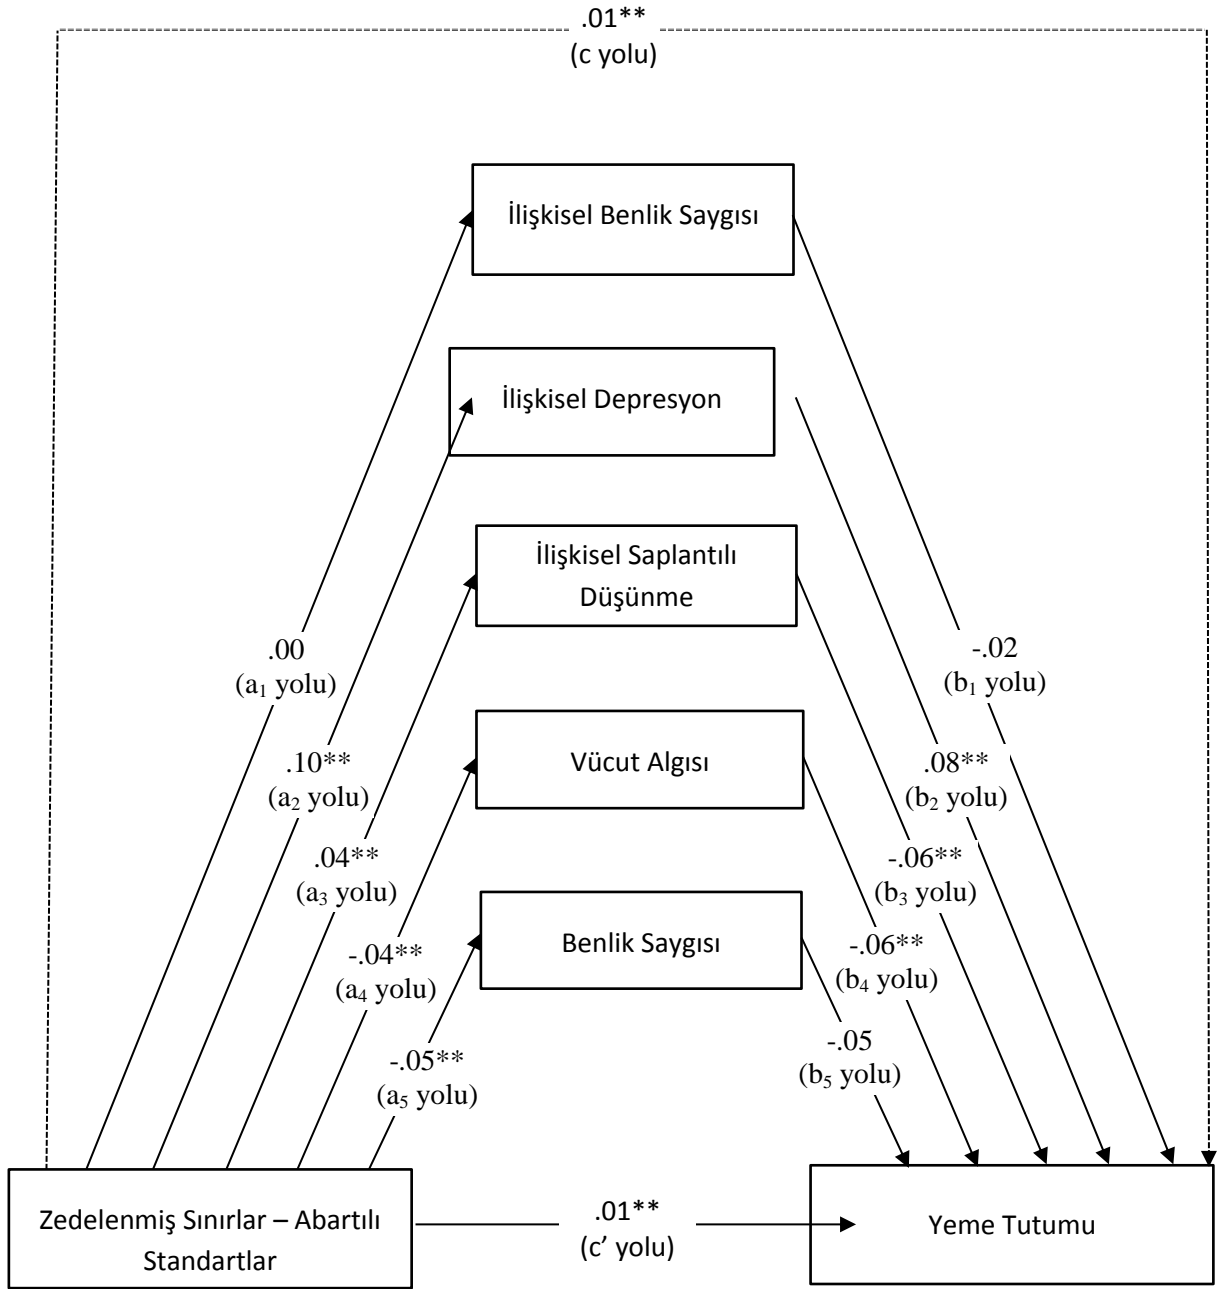 .01**
(c yolu)
İlişkisel Benlik Saygısı
İlişkisel Depresyon
İlişkisel Saplantılı
Düşünme
.00
(a₁ yolu)
-.02
(b₁ yolu)
Vücut Algısı
.10**
(a₂ yolu)
.08**
(b₂ yolu)
.04**
(a₃ yolu)
-.06**
(b₃ yolu)
Benlik Saygısı
-.04**
(a₄ yolu)
-.06**
(b₄ yolu)
-.05**
(a₅ yolu)
-.05
(b₅ yolu)
Zedelenmiş Sınırlar – Abartılı
Standartlar
.01**
(c’ yolu)
Yeme Tutumu